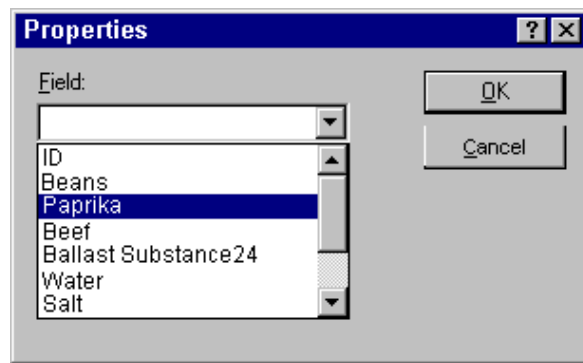 Properties
?
Field:
OK
Cancel
ID
Beans
Paprika
Beef
Ballast Substance24
Water
Salt